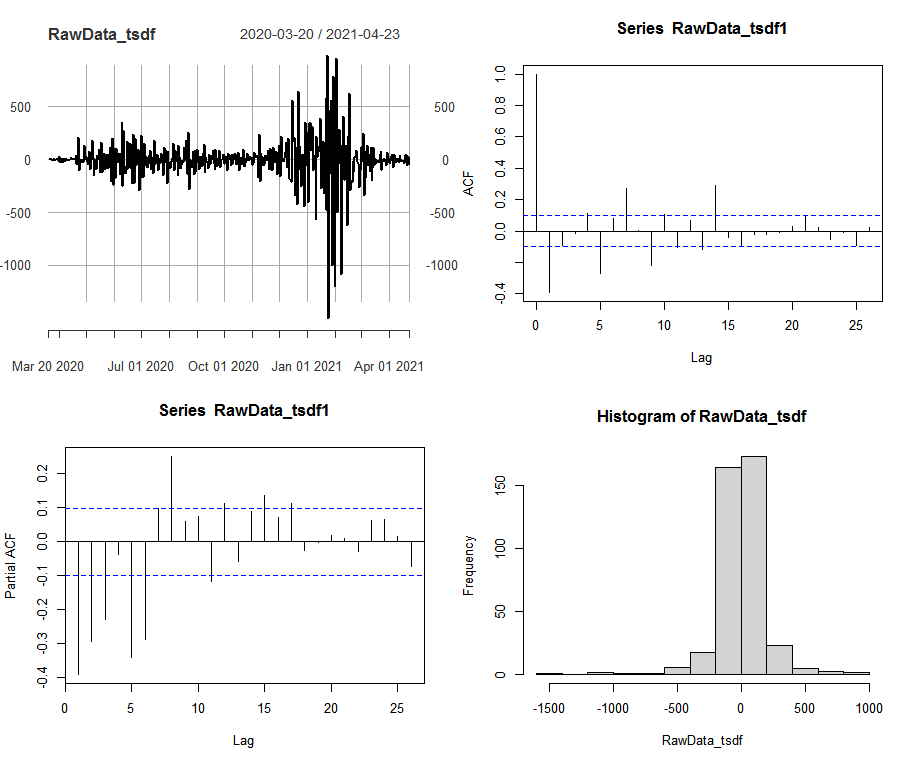 RawData_tsdf 2020-03-20 / 2021-04-23
500 500
0 0
-500 -500
-1000 -1000
Mar 20 2020 Jul 01 2020 Oct 01 2020 Jan 01 2021 Apr 01 2021
Series RawData_tsdf1
ACF
1.0
0.8
0.6
0.4
0.2
0.0
-0.4
0 5 10 15 20 25
Lag
Series RawData_tsdf1
Partial ACF
0.2
0.1
0.0
-0.1
-0.2
-0.3
-0.4
0 5 10 15 20 25
Lag
Histogram of RawData_tsdf
Frequency
150
100
50
0
-1500 -1000 -500 0 500 1000
RawData_tsdf